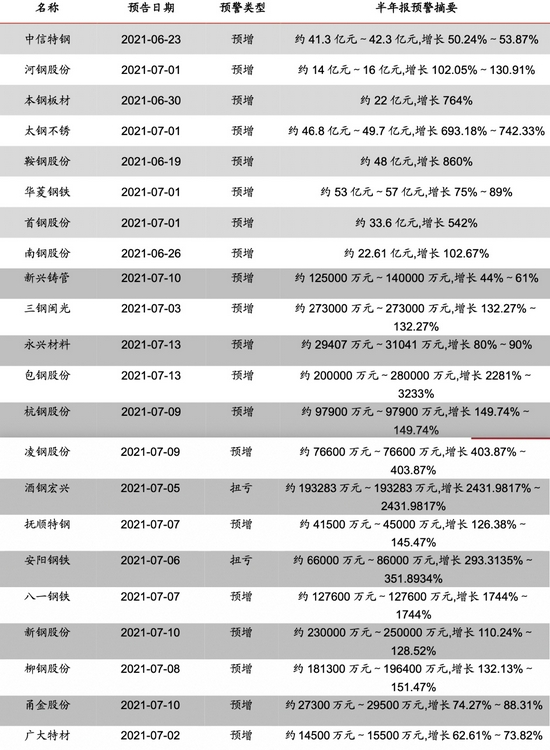 名称 预告日期 预警类型 半年报预警摘要
中信特钢 2021-06-23 预增 约 41.3 亿元～42.3 亿元,增长 50.24%～53.87%
河钢股份 2021-07-01 预增 约 14 亿元～16 亿元,增长 102.05%～130.91%
本钢板材 2021-06-30 预增 约 22 亿元,增长 764%
太钢不锈 2021-07-01 预增 约 46.8 亿元～49.7 亿元,增长 693.18%～742.33%
鞍钢股份 2021-06-19 预增 约 48 亿元,增长 860%
华菱钢铁 2021-07-01 预增 约 53 亿元～57 亿元,增长 75%～89%
首钢股份 2021-07-01 预增 约 33.6 亿元,增长 542%
南钢股份 2021-06-26 预增 约 22.61 亿元,增长 102.67%
新兴铸管 2021-07-10 预增 约 125000 万元～140000 万元,增长 44%～61%
三钢闽光 2021-07-03 预增 约 273000 万元～273000 万元,增长 132.27%～
132.27%
永兴材料 2021-07-13 预增 约 29407 万元～31041 万元,增长 80%～90%
包钢股份 2021-07-13 预增 约 200000 万元～280000 万元,增长 2281%～
3233%
杭钢股份 2021-07-09 预增 约 97900 万元～97900 万元,增长 149.74%～
149.74%
凌钢股份 2021-07-09 预增 约 76600 万元～76600 万元,增长 403.87%～
403.87%
酒钢宏兴 2021-07-05 扭亏 约 193283 万元～193283 万元,增长 2431.9817%～
2431.9817%
抚顺特钢 2021-07-07 预增 约 41500 万元～45000 万元,增长 126.38%～
145.47%
安阳钢铁 2021-07-06 扭亏 约 66000 万元～86000 万元,增长 293.3135%～
351.8934%
八一钢铁 2021-07-07 预增 约 127600 万元～127600 万元,增长 1744%～
1744%
新钢股份 2021-07-10 预增 约 230000 万元～250000 万元,增长 110.24%～
128.52%
柳钢股份 2021-07-08 预增 约 181300 万元～196400 万元,增长 132.13%～
151.47%
甬金股份 2021-07-10 预增 约 27300 万元～29500 万元,增长 74.27%～88.31%
广大特材 2021-07-02 预增 约 14500 万元～15500 万元,增长 62.61%～73.82%